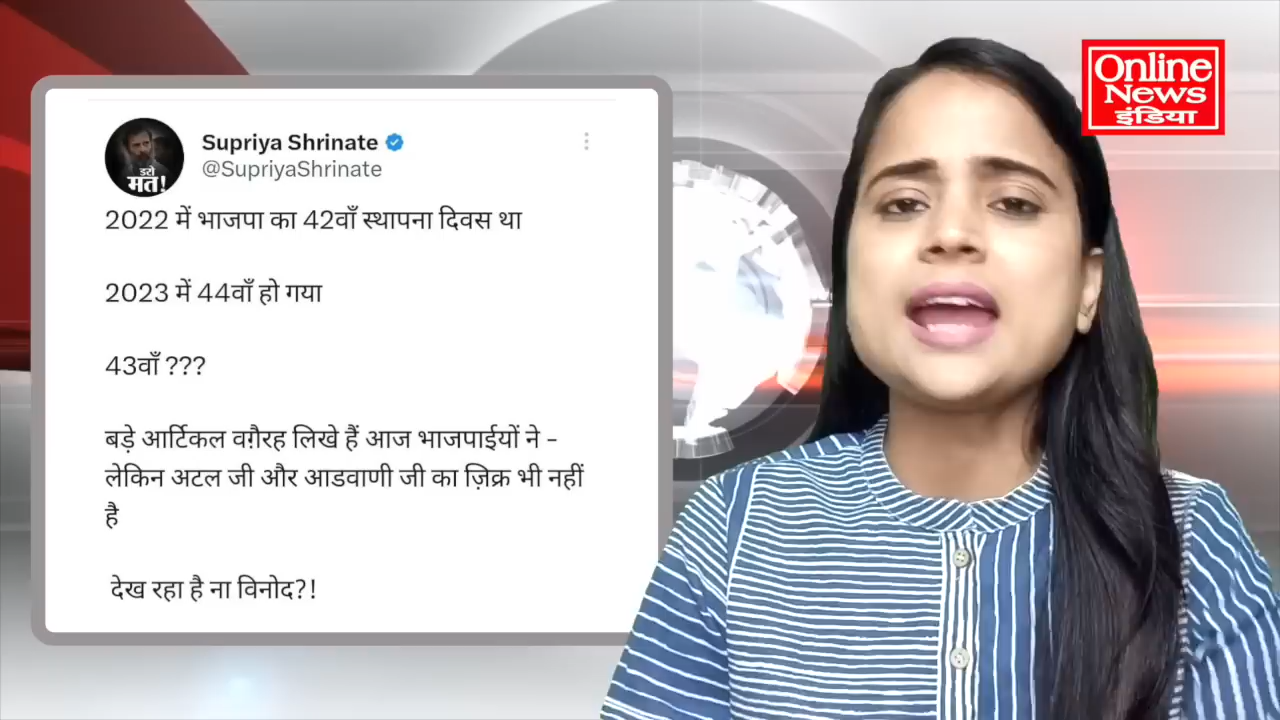 Supriya Shrinate
@SupriyaShrinate
डरो
मत!
2022 में भाजपा का 42वाँ स्थापना दिवस था
2023 में 44वाँ हो गया
43वाँ ???
बड़े आर्टिकल वग़ैरह लिखे हैं आज भाजपाईयों ने -
लेकिन अटल जी और आडवाणी जी का ज़िक्र भी नहीं
है
देख रहा है ना विनोद?!
Online
News
इंडिया